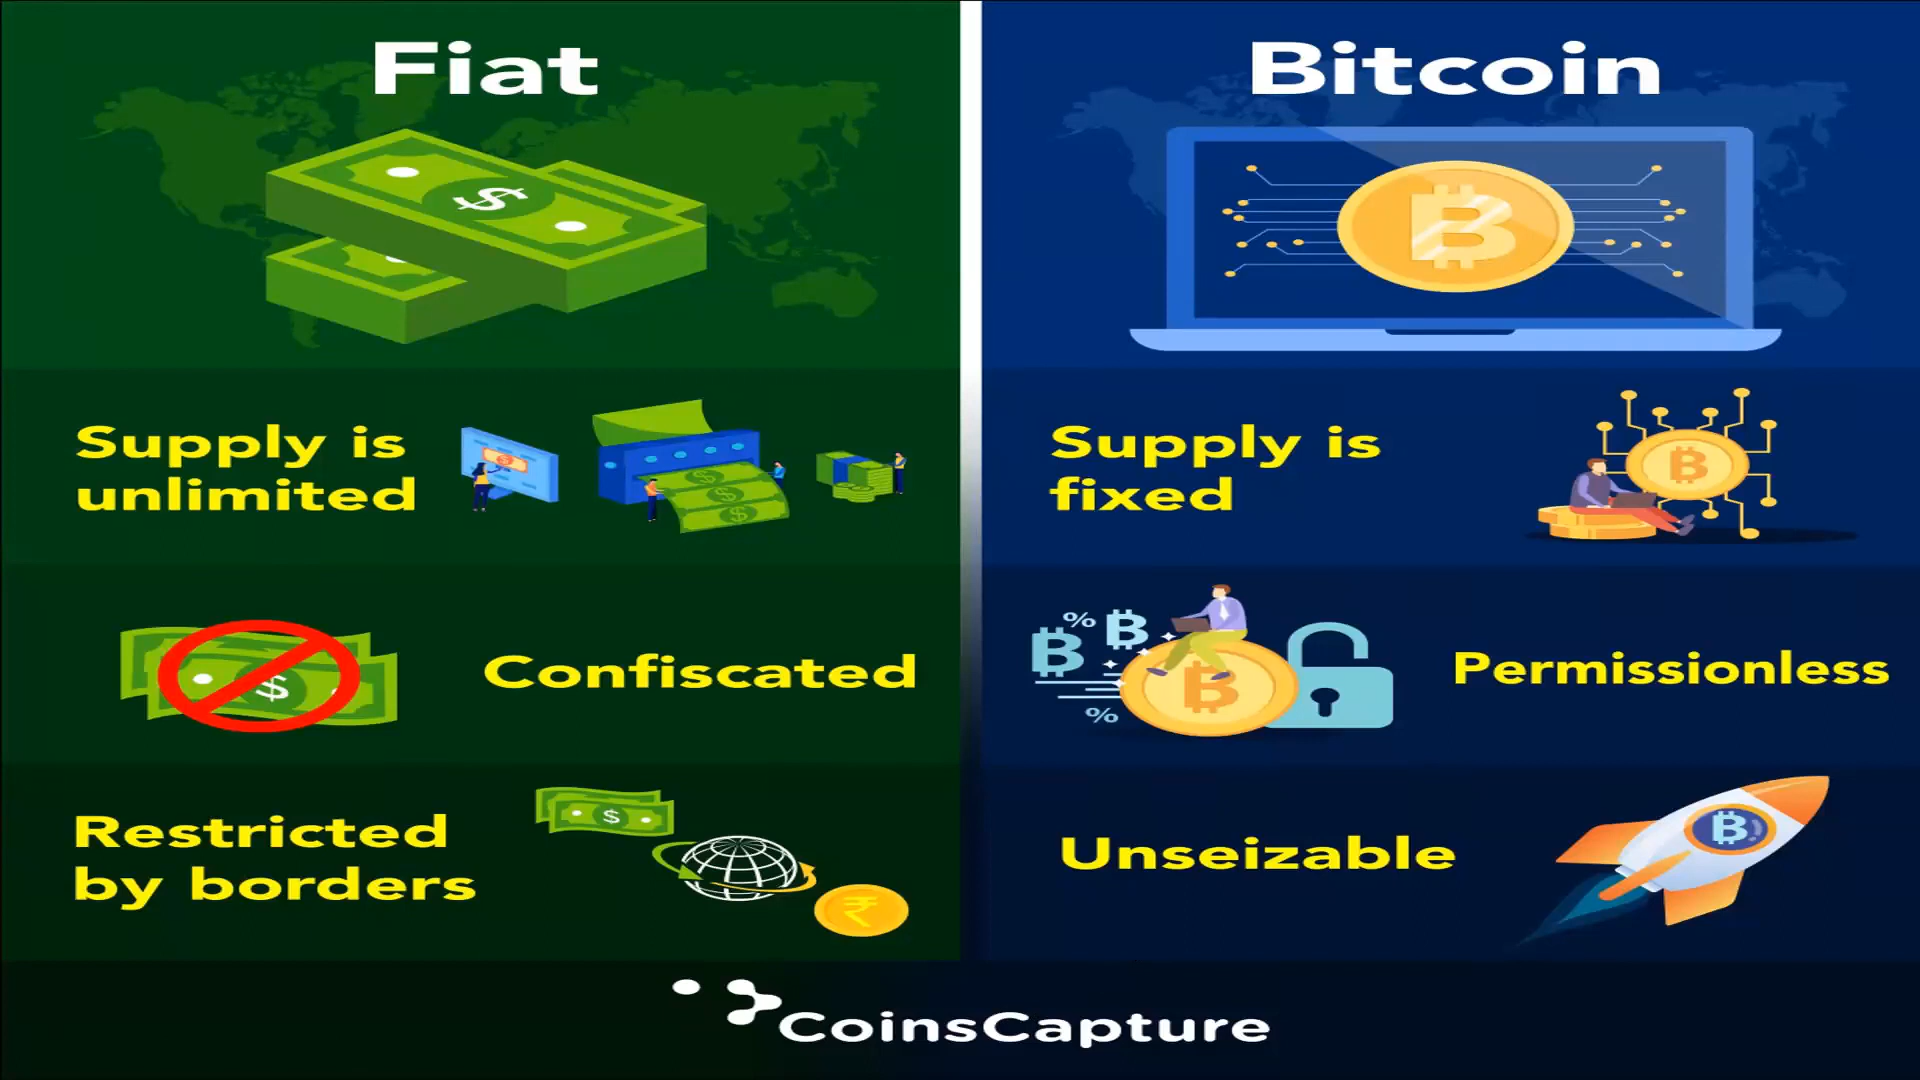 Fiat
Supply is
unlimited
Confiscated
Restricted
by borders
Bitcoin
Supply is
fixed
Permissionless
Unseizable
CoinsCapture